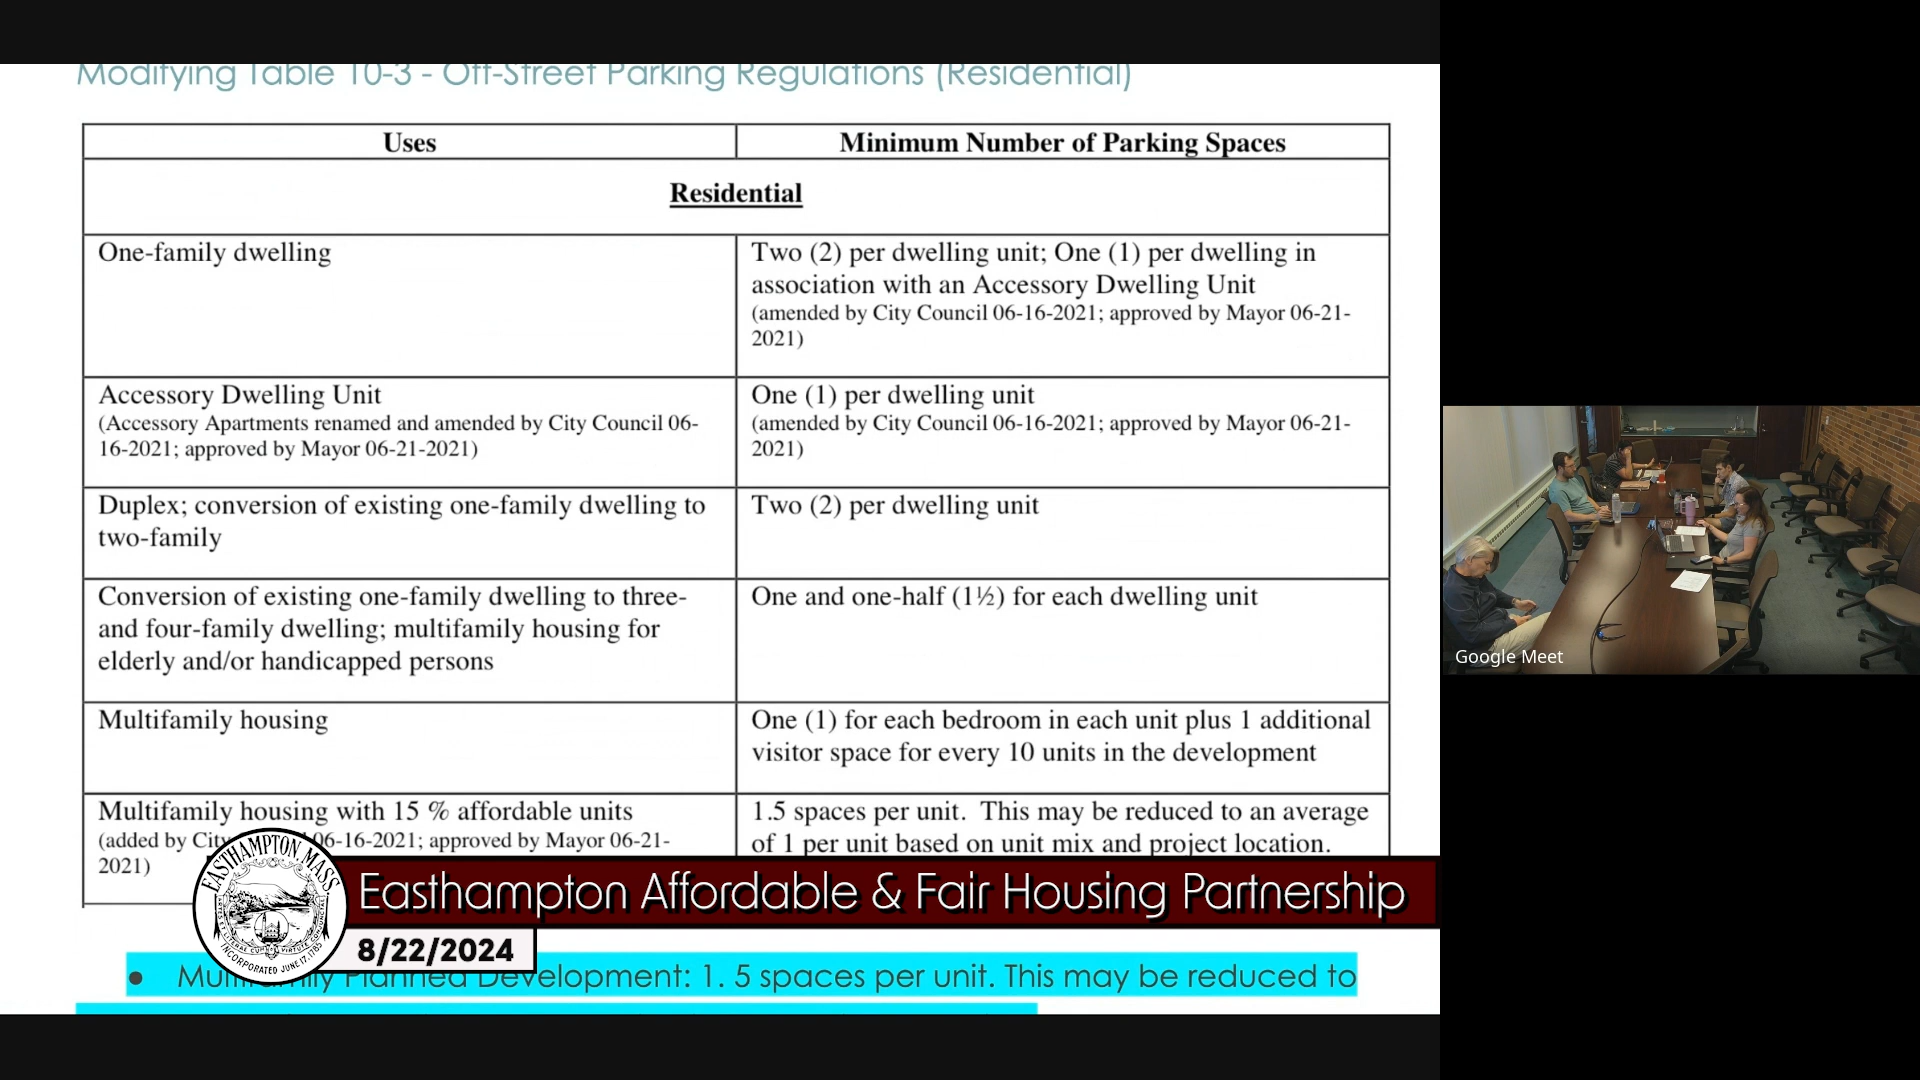 Modifying Table 10-3 - Off-Street Parking Regulations (Residential)
Uses
Minimum Number of Parking Spaces
Residential
One-family dwelling
Two (2) per dwelling unit; One (1) per dwelling in
association with an Accessory Dwelling Unit
(amended by City Council 06-16-2021; approved by Mayor 06-21-
2021)
Accessory Dwelling Unit
(Accessory Apartments renamed and amended by City Council 06-
16-2021; approved by Mayor 06-21-2021)
One (1) per dwelling unit
(amended by City Council 06-16-2021; approved by Mayor 06-21-
2021)
Duplex; conversion of existing one-family dwelling to
two-family
Two (2) per dwelling unit
Conversion of existing one-family dwelling to three-
and four-family dwelling; multifamily housing for
elderly and/or handicapped persons
One and one-half (1½) for each dwelling unit
Multifamily housing
One (1) for each bedroom in each unit plus 1 additional
visitor space for every 10 units in the development
Multifamily housing with 15 % affordable units
(added by City 06-16-2021; approved by Mayor 06-21-
2021)
1.5 spaces per unit. This may be reduced to an average
of 1 per unit based on unit mix and project location.
EASTHAMPTON MASS
INCORPORATED JUNE 17, 1785
Easthampton Affordable & Fair Housing Partnership
8/22/2024
● Multifamily Planned Development: 1. 5 spaces per unit. This may be reduced to
Google Meet